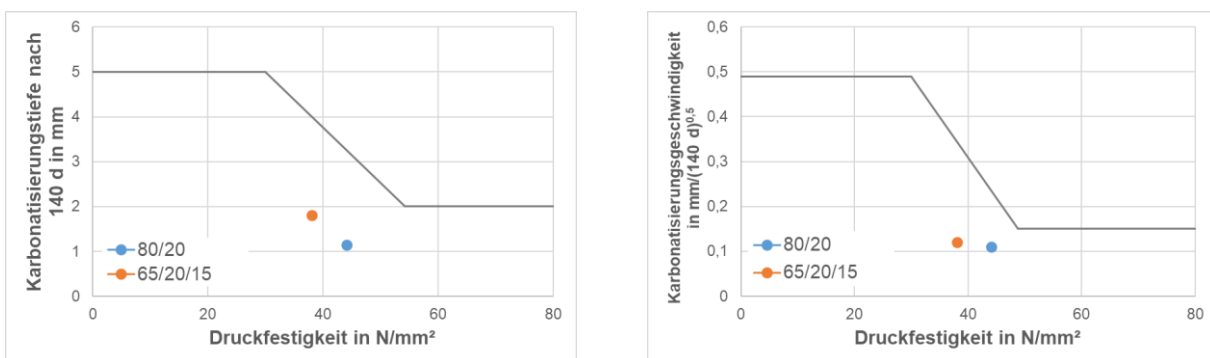 Karbonatisierungstiefe nach
140 d in mm
6
5
4
3
2
1
0
80/20
65/20/15
0 20 40 60 80
Druckfestigkeit in N/mm²
Karbonatisierungsgeschwindigkeit
in mm/(140 d)⁰,⁵
0,6
0,5
0,4
0,3
0,2
0,1
0
80/20
65/20/15
0 20 40 60 80
Druckfestigkeit in N/mm²